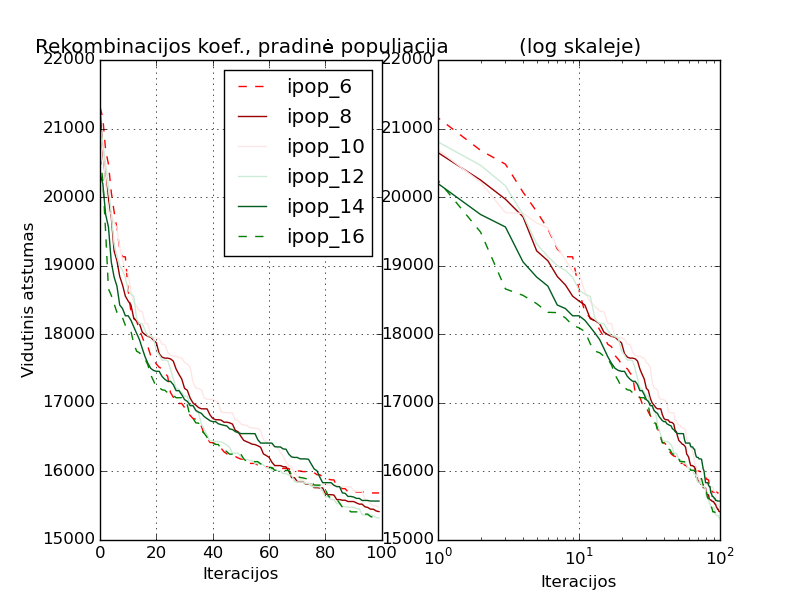 Rekombinacijos koef., pradinė populiacija
(log skaleje)
22000
21000
20000
19000
18000
17000
16000
15000
Vidutinis atstumas
0 20 40 60 80 100
Iteracijos
ipop_6
ipop_8
ipop_10
ipop_12
ipop_14
ipop_16
22000
21000
20000
19000
18000
17000
16000
15000
10⁰ 10¹ 10²
Iteracijos